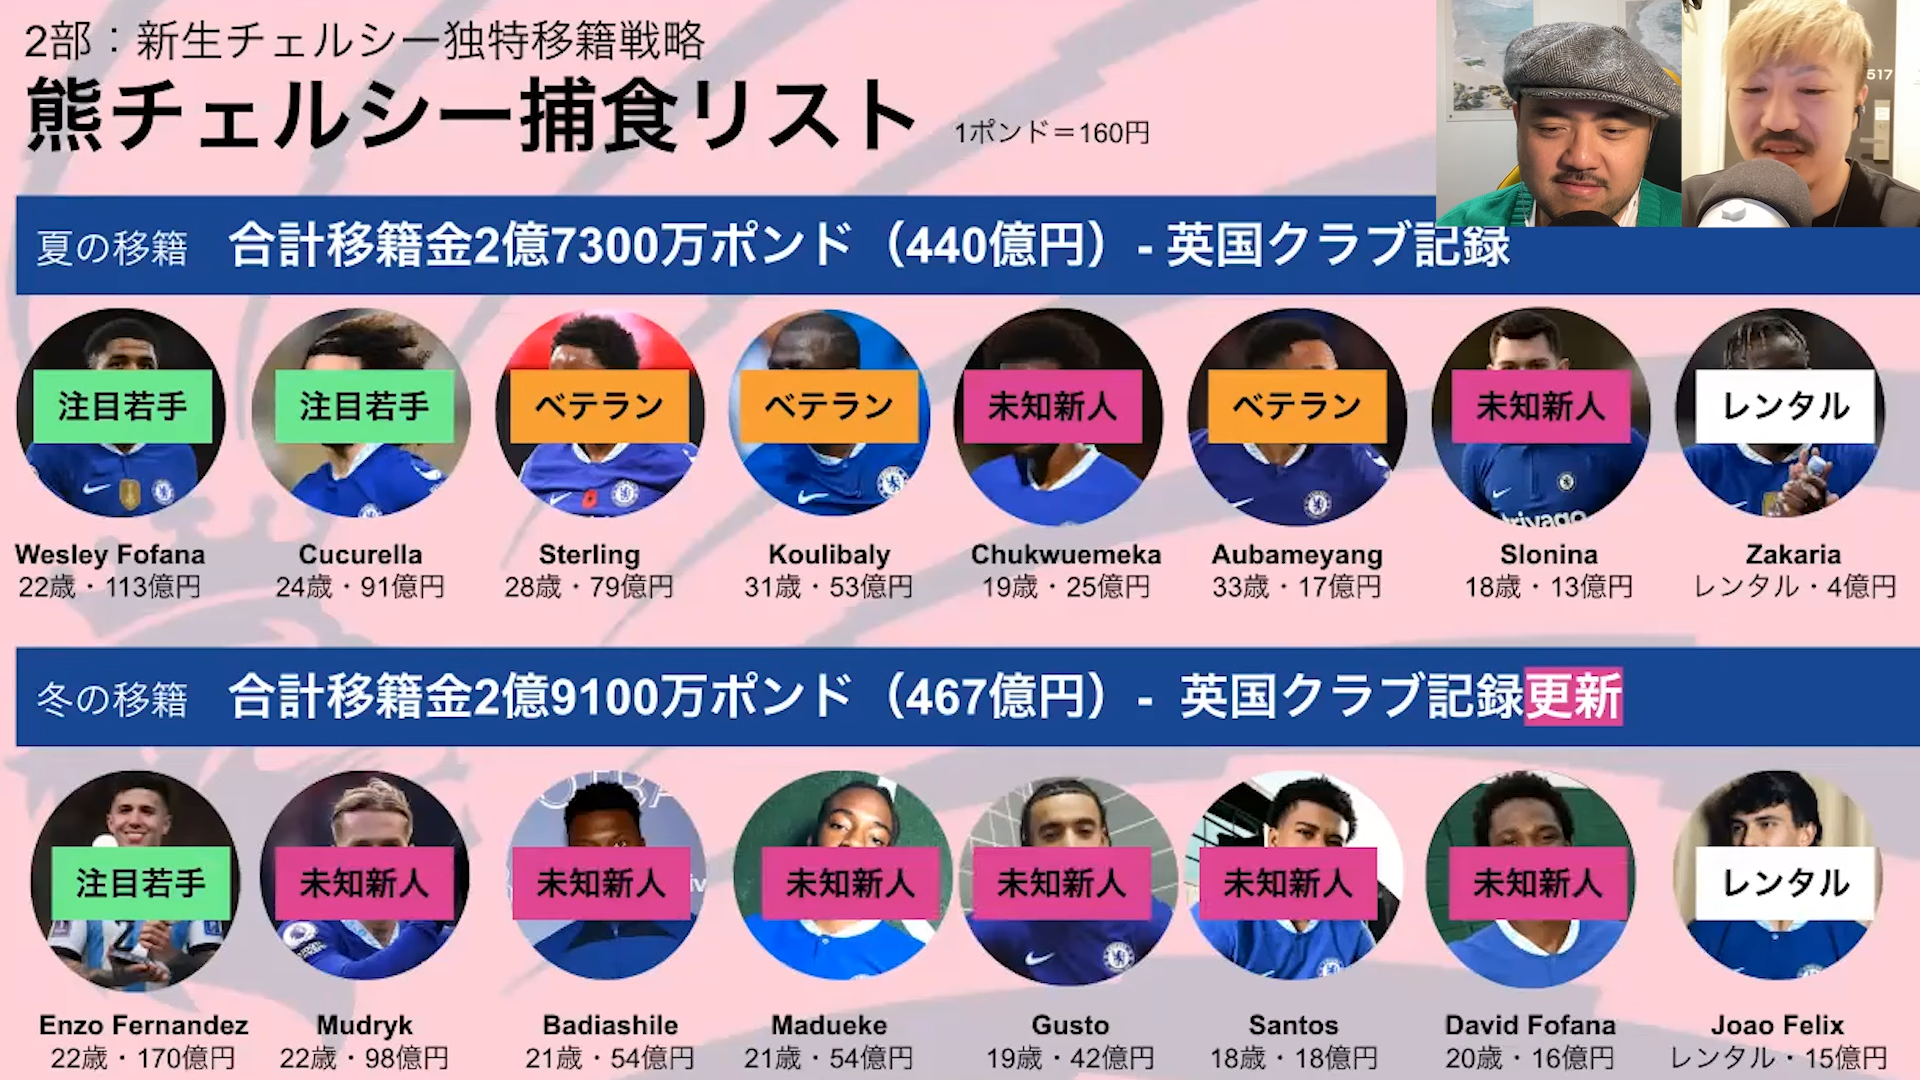 2部：新生チェルシー独特移籍戦略
熊チェルシー捕食リスト 1ポンド＝160円
517
夏の移籍 合計移籍金2億7300万ポンド（440億円）- 英国クラブ記録
注目若手 注目若手 ベテラン ベテラン 未知新人 ベテラン 未知新人 レンタル
Wesley Fofana Cucurella Sterling Koulibaly Chukwuemeka Aubameyang Slonina Zakaria
22歳・113億円 24歳・91億円 28歳・79億円 31歳・53億円 19歳・25億円 33歳・17億円 18歳・13億円 レンタル・4億円
冬の移籍 合計移籍金2億9100万ポンド（467億円）- 英国クラブ記録更新
注目若手 未知新人 未知新人 未知新人 未知新人 未知新人 未知新人 レンタル
2
Enzo Fernandez Mudryk Badiashile Madueke Gusto Santos David Fofana Joao Felix
22歳・170億円 22歳・98億円 21歳・54億円 21歳・54億円 19歳・42億円 18歳・18億円 20歳・16億円 レンタル・15億円